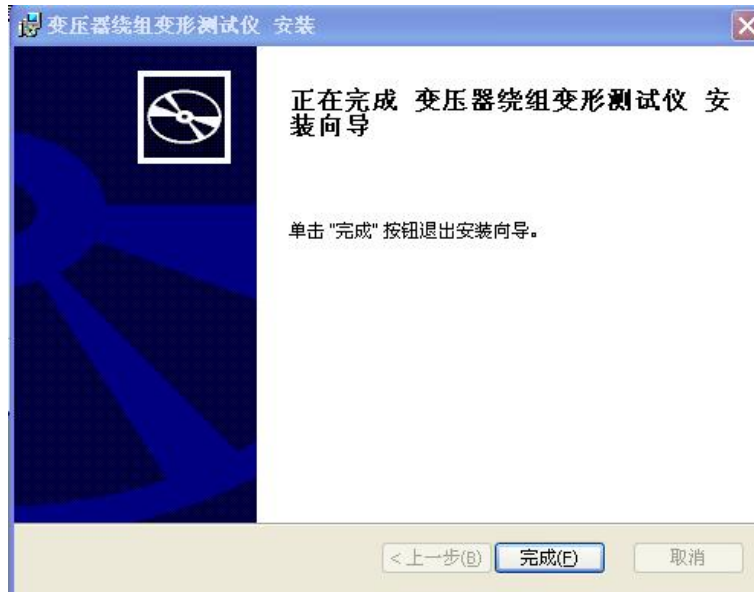 变压器绕组变形测试仪 安装
正在完成 变压器绕组变形测试仪 安
装向导
单击"完成"按钮退出安装向导。
<上一步(B) 完成(F) 取消